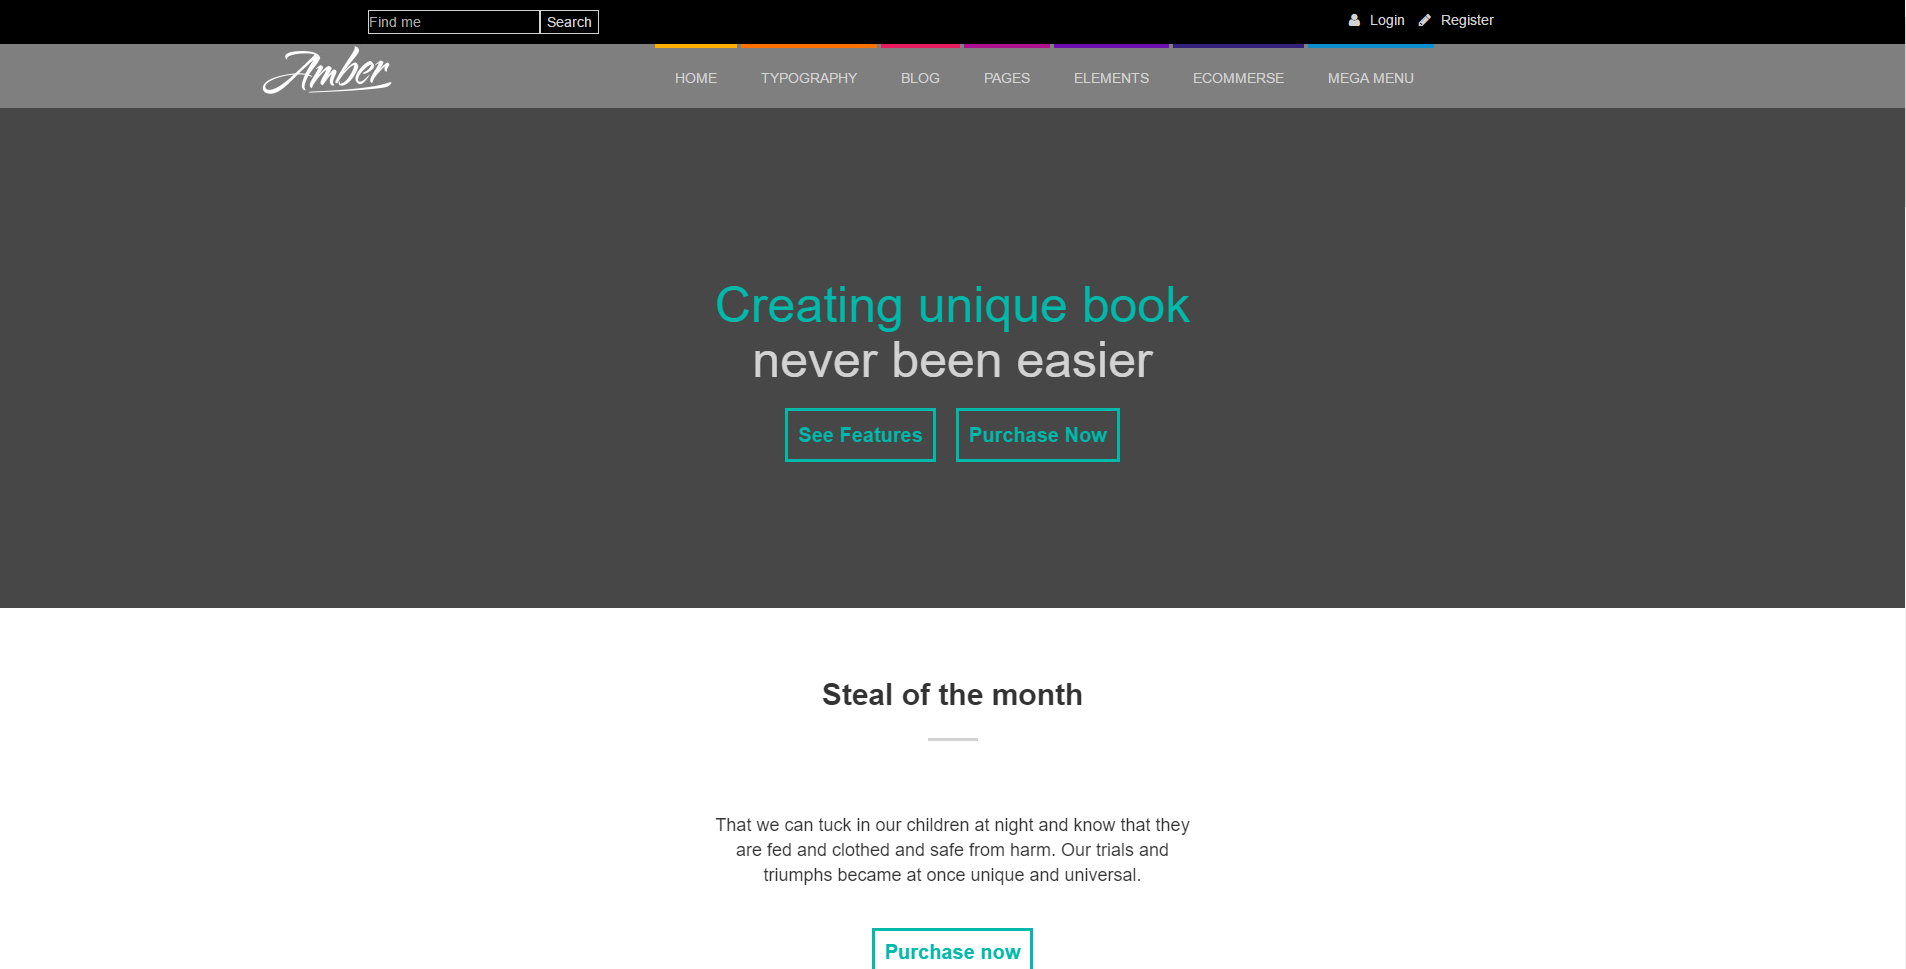 Find me Search Login Register
Amber HOME TYPOGRAPHY BLOG PAGES ELEMENTS ECOMMERSE MEGA MENU
Creating unique book
never been easier
See Features Purchase Now
Steal of the month
That we can tuck in our children at night and know that they
are fed and clothed and safe from harm. Our trials and
triumphs became at once unique and universal.
Purchase now